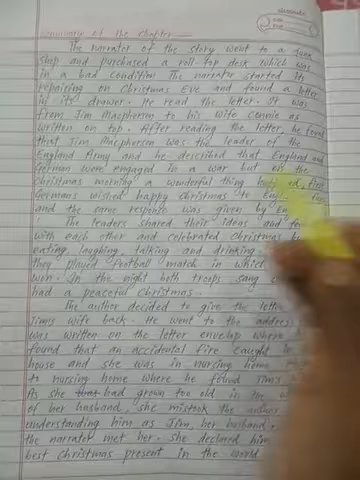 Summary of the Chapter
The narrator of the story went to a Junk
shop and purchased a roll-top desk which was
in a bad condition The narrator started its
repairing on Christmas Eve and found a letter
in its drawer. He read the letter. It was
from Jim Macpherson to his wife Connie as
written on top. After reading the letter, he found
that Jim Macpherson was the leader of the
England Army and he described that England and
German were engaged in a war but on the
Christmas morning a wonderful thing first
Germans wished happy christmas to
and the same response was given by
The leaders shared their ideas and
with each other and celebrated Christmas
eating, laughing, talking and drinking
they played football match in which
won. In the night both troops sang
had a peaceful Christmas.
The author decided to give the letter
Jim's wife back. He went to the address
was written on the letter envelop where
found that an accidental fire caught
house and she was in nursing home
to nursing home where he found Jim's
As she had grown too old in the
of her husband, she mistook the author
understanding him as Jim, her husband
the narrator met her. She declared him
best Christmas present in the world